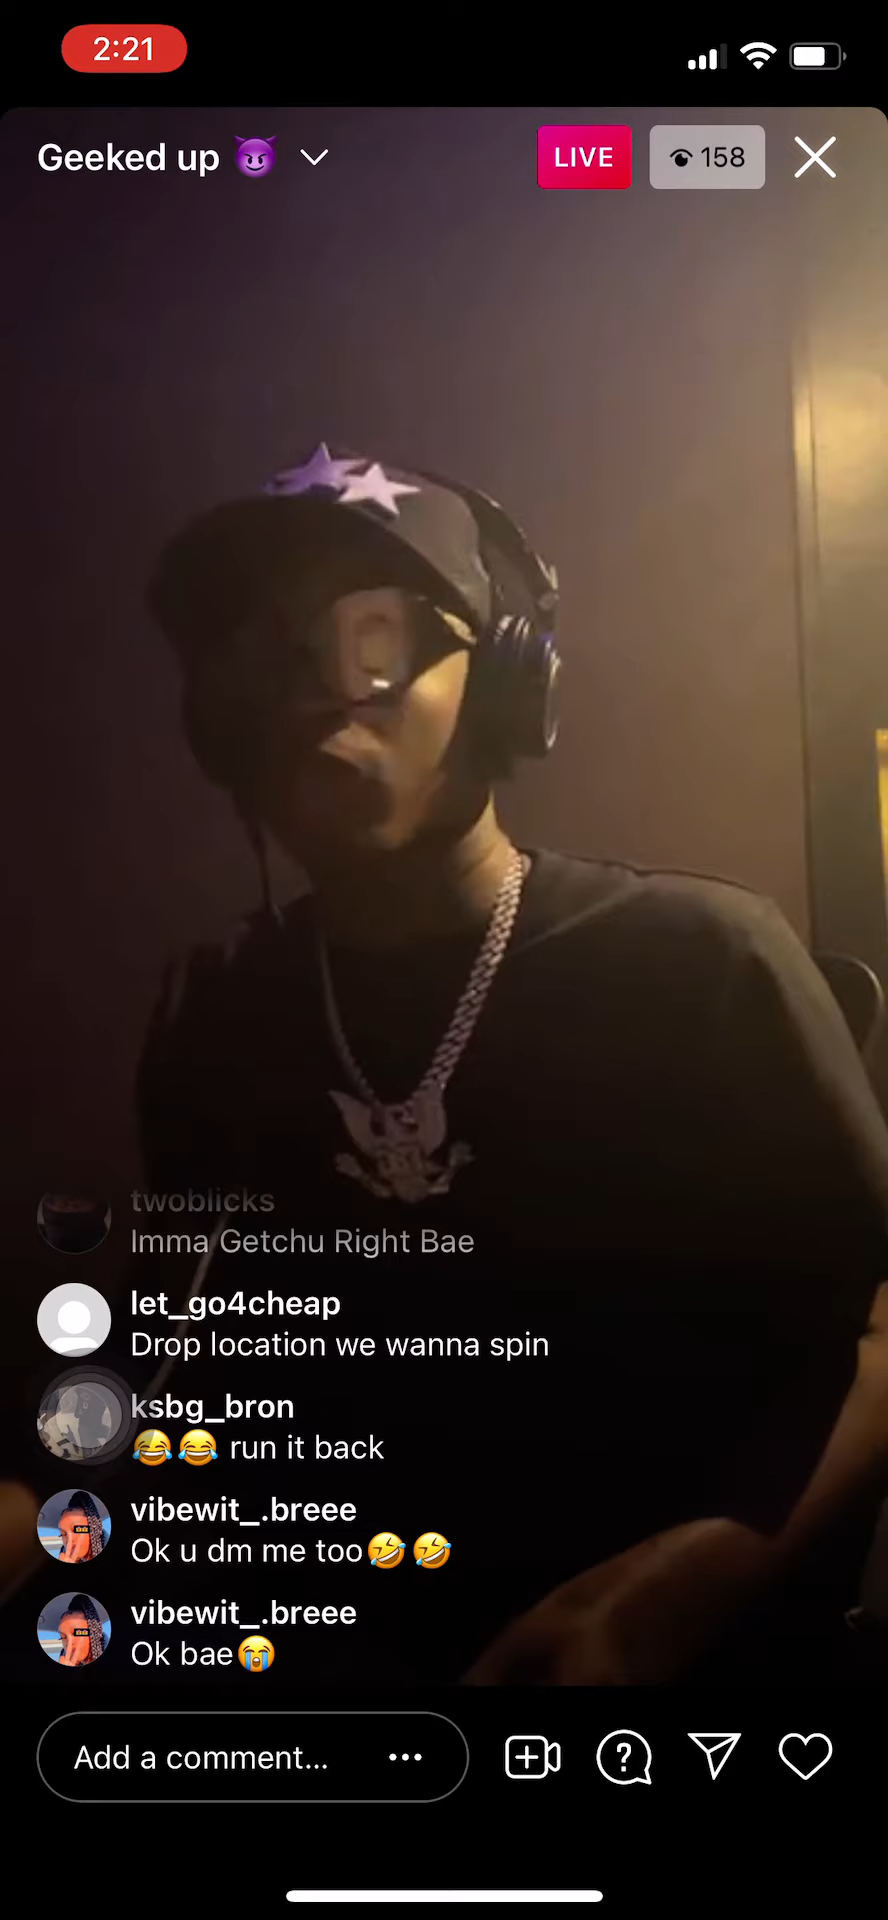 2:21
Geeked up 😈
LIVE
158
twoblicks
Imma Getchu Right Bae
let_go4cheap
Drop location we wanna spin
ksbg_bron
😂😂 run it back
vibewit_.breee
Ok u dm me too🤣🤣
vibewit_.breee
Ok bae😭
Add a comment...